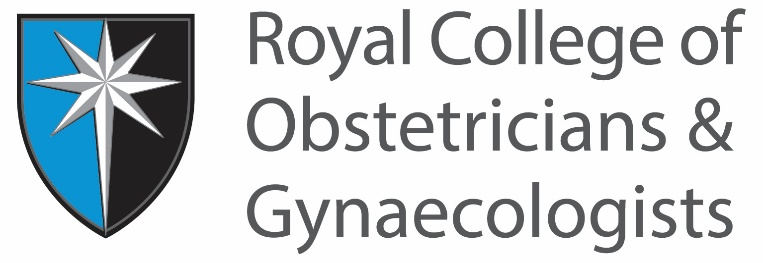 Royal College of
Obstetricians &
Gynaecologists